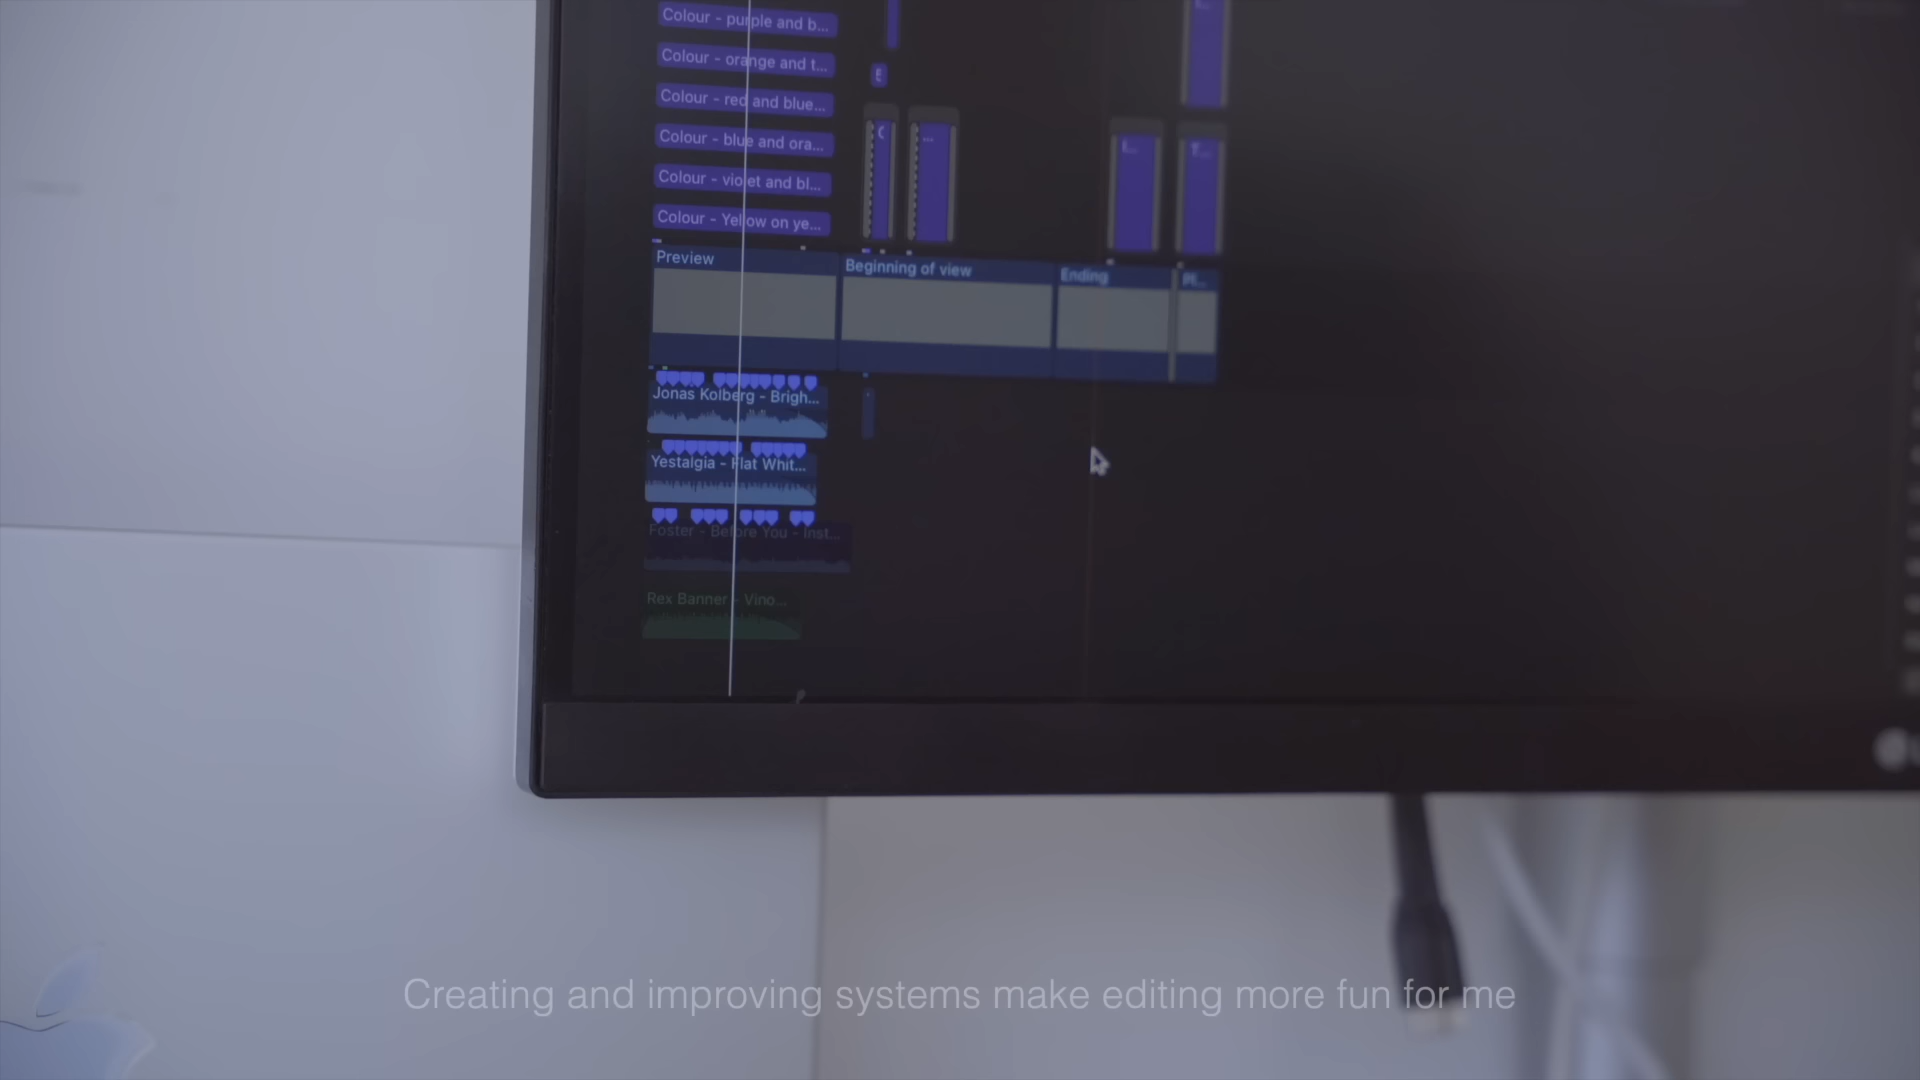 Colour - purple and b...
Colour - orange and t...
Colour - red and blue...
Colour - blue and ora...
Colour - violet and bl...
Colour - Yellow on ye...
Preview
Beginning of view
Ending
Pl...
Jonas Kolberg - Brigh...
Yestalgia - Flat Whit...
Foster - Before You - Inst...
Rex Banner - Vino...
Creating and improving systems make editing more fun for me